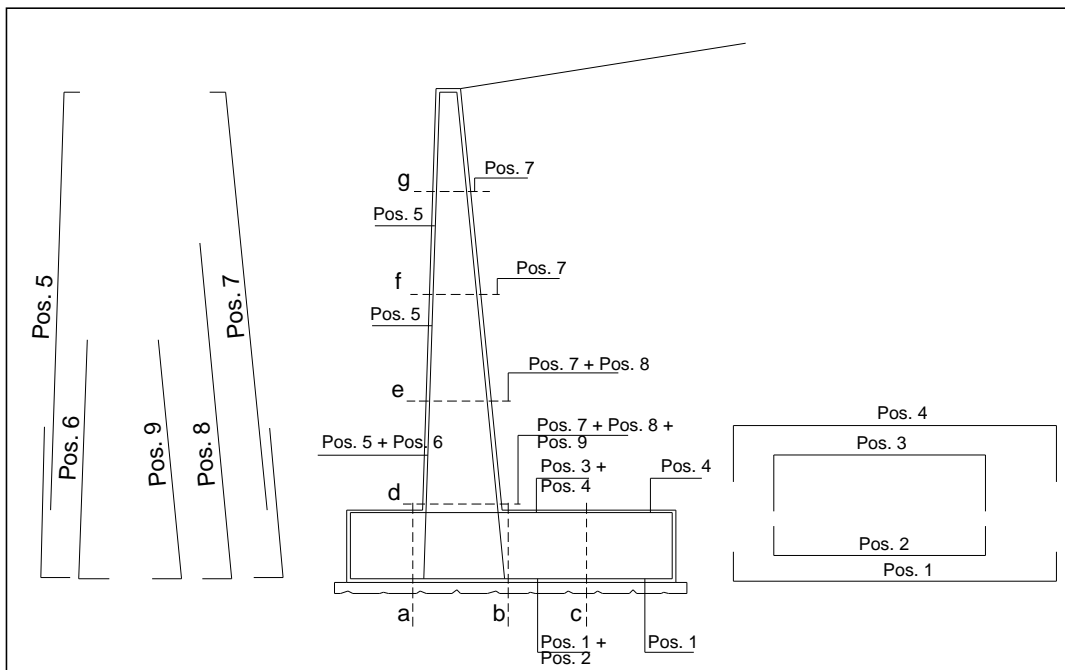 Pos. 7
g
Pos. 5
Pos. 7
f
Pos. 5
Pos. 7 + Pos. 8
e
Pos. 7 + Pos. 8 +
Pos. 9
Pos. 5 + Pos. 6
Pos. 3 +
Pos. 4
Pos. 4
d
a
b
c
Pos. 1 +
Pos. 2
Pos. 1
Pos. 5
Pos. 6
Pos. 9
Pos. 8
Pos. 7
Pos. 4
Pos. 3
Pos. 2
Pos. 1